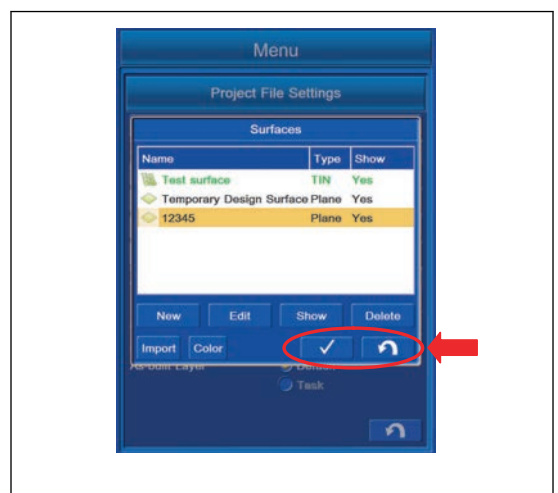 Menu
Project File Settings
Surfaces
Name Type Show
Test surface TIN Yes
Temporary Design Surface Plane Yes
12345 Plane Yes
New Edit Show Delete
Import Color
Layer
Task